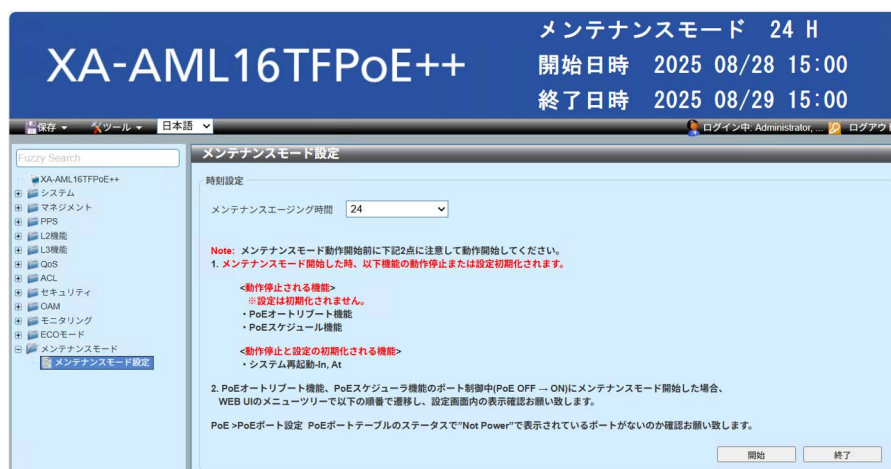 XA-AML16TFPoE++
メンテナンスモード 24 H
開始日時 2025 08/28 15:00
終了日時 2025 08/29 15:00
保存 ツール 日本語 ログイン中: Administrator, ... ログアウト
Fuzzy Search
XA-AML16TFPoE++
システム
マネジメント
PPS
L2機能
L3機能
QoS
ACL
セキュリティ
OAM
モニタリング
ECOモード
メンテナンスモード
メンテナンスモード設定
メンテナンスモード設定
時刻設定
メンテナンスエージング時間 24
Note: メンテナンスモード動作開始前に下記2点に注意して動作開始してください。
1. メンテナンスモード開始した時、以下機能の動作停止または設定初期化されます。
<動作停止される機能>
※設定は初期化されません。
・PoEオートリブート機能
・PoEスケジュール機能
<動作停止と設定の初期化される機能>
・システム再起動-In, At
2. PoEオートリブート機能、PoEスケジューラ機能のポート制御中(PoE OFF → ON)にメンテナンスモード開始した場合、
WEB UIのメニューツリーで以下の順番で遷移し、設定画面内の表示確認お願い致します。
PoE >PoEポート設定 PoEポートテーブルのステータスで"Not Power"で表示されているポートがないのか確認お願い致します。
開始 終了